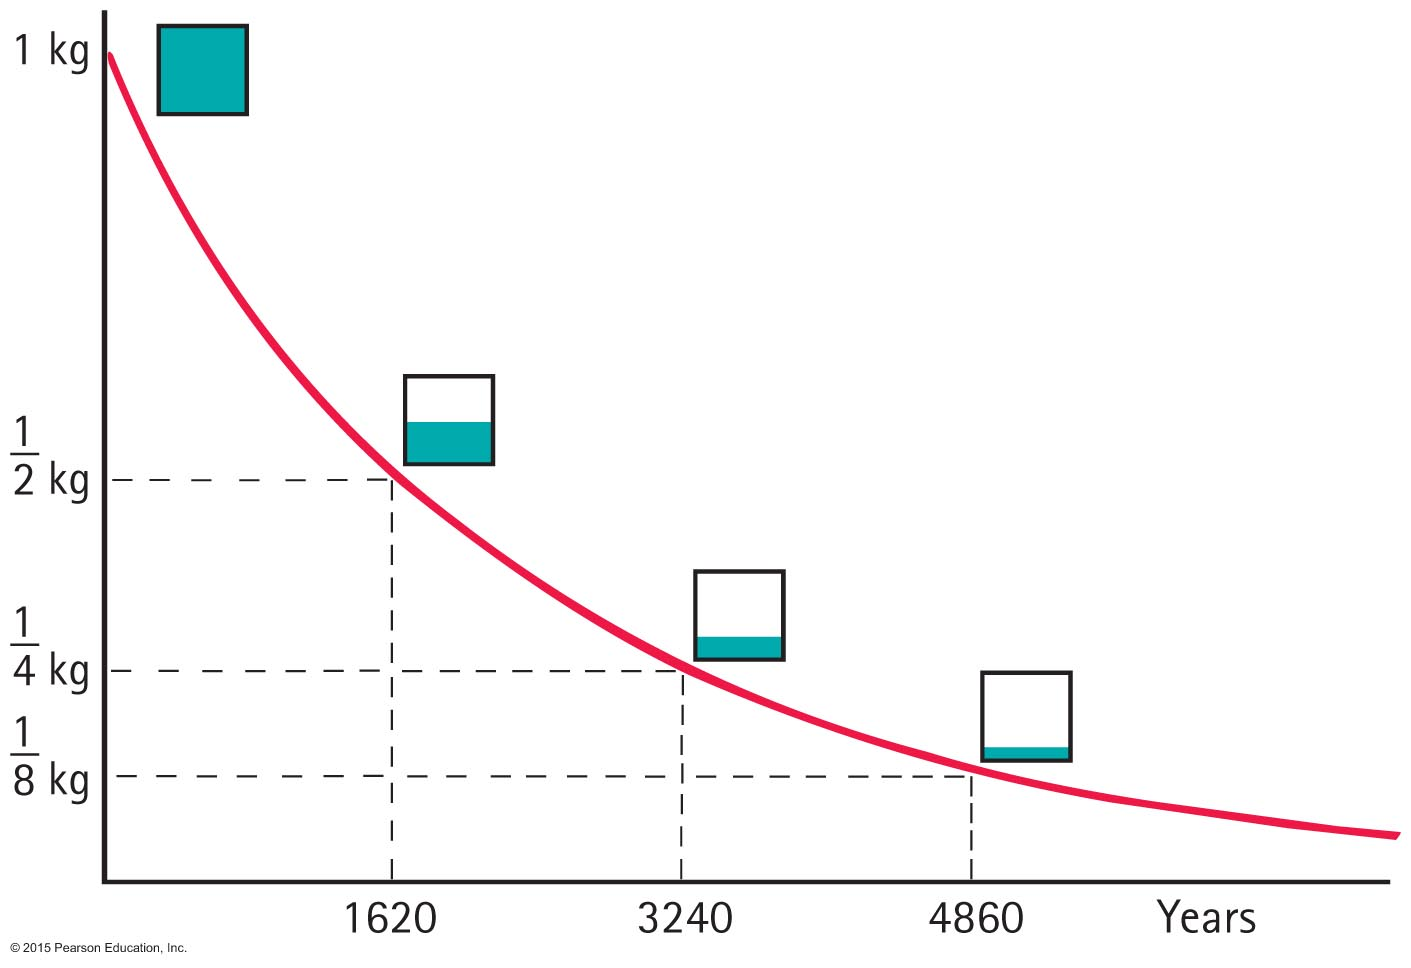 1 kg
1
2 kg
1
4 kg
1
8 kg
1620 3240 4860 Years
© 2015 Pearson Education, Inc.